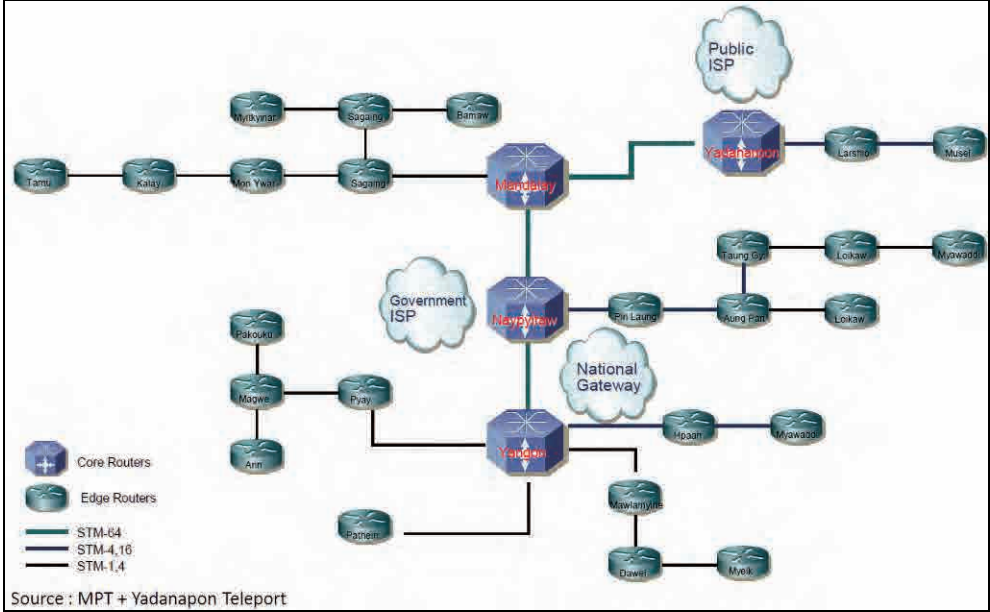 Public
ISP
Myitkyinar
Sagaing
Bamaw
Yadanapon
Larshio
Musel
Tamu
Kalay
Mon Ywar
Sagaing
Mandalay
Taung Gyi
Loikaw
Myawaddi
Government
ISP
Naypyitaw
Pin Laung
Aung Pan
Loikaw
Pakouku
National
Gateway
Magwe
Pyay
Yangon
Hpaan
Myawaddi
Ann
Core Routers
Edge Routers
Mawlamyine
Pathein
STM-64
STM-4,16
STM-1,4
Dawei
Myeik
Source : MPT + Yadanapon Teleport